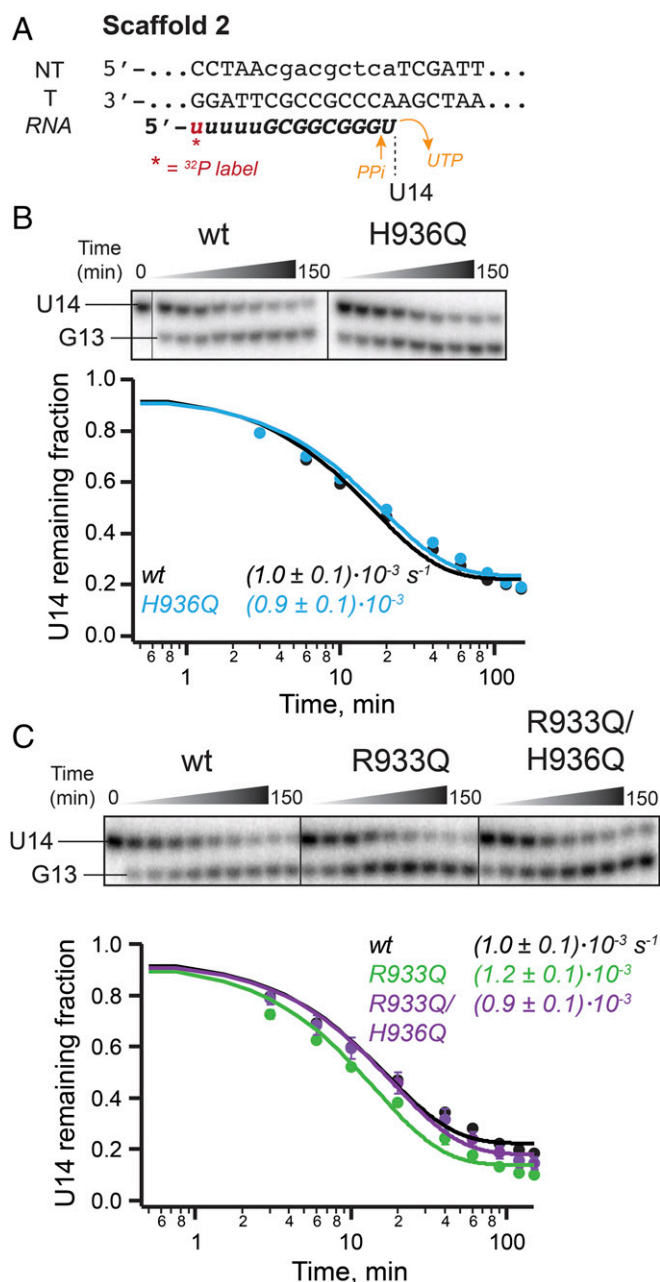 A Scaffold 2
NT 5′-...CCTAAcgacgctcaTCGATT...
T 3′-...GGATTCGCCGCCCAAGCTAA...
RNA 5′-uuuuuGCGGCGGGU
*
* = ³²P label
PPi
UTP
U14
B
wt H936Q
Time (min) 0 150 150
U14
G13
U14 remaining fraction
1.0
0.8
0.6
0.4
0.2
0.0
wt (1.0 ± 0.1)·10⁻³ s⁻¹
H936Q (0.9 ± 0.1)·10⁻³
6 8 1 2 4 6 8 10 2 4 6 8 100
Time, min
C
wt R933Q R933Q/
H936Q
Time (min) 0 150 150 150
U14
G13
U14 remaining fraction
1.0
0.8
0.6
0.4
0.2
0.0
wt (1.0 ± 0.1)·10⁻³ s⁻¹
R933Q (1.2 ± 0.1)·10⁻³
R933Q/ (0.9 ± 0.1)·10⁻³
H936Q
6 8 1 2 4 6 8 10 2 4 6 8 100
Time, min